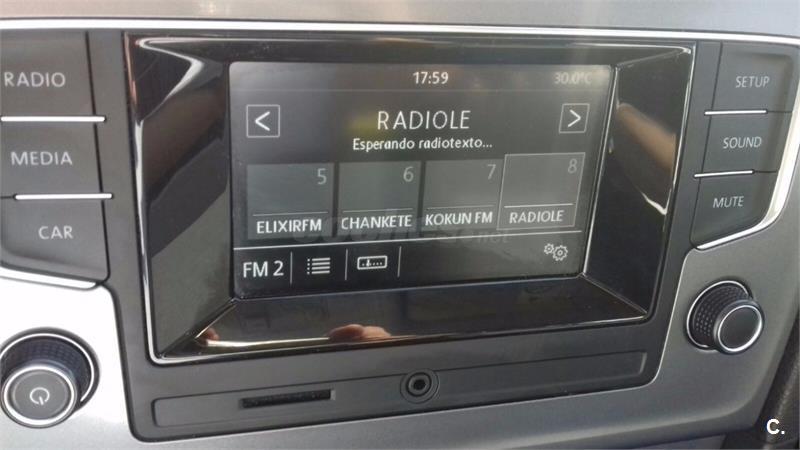 RADIO
MEDIA
CAR
17:59
30.0°C
RADIOLE
Esperando radiotexto...
5
6
7
8
ELIXIRFM
CHANKETE
KOKUN FM
RADIOLE
FM 2
SETUP
SOUND
MUTE
C.